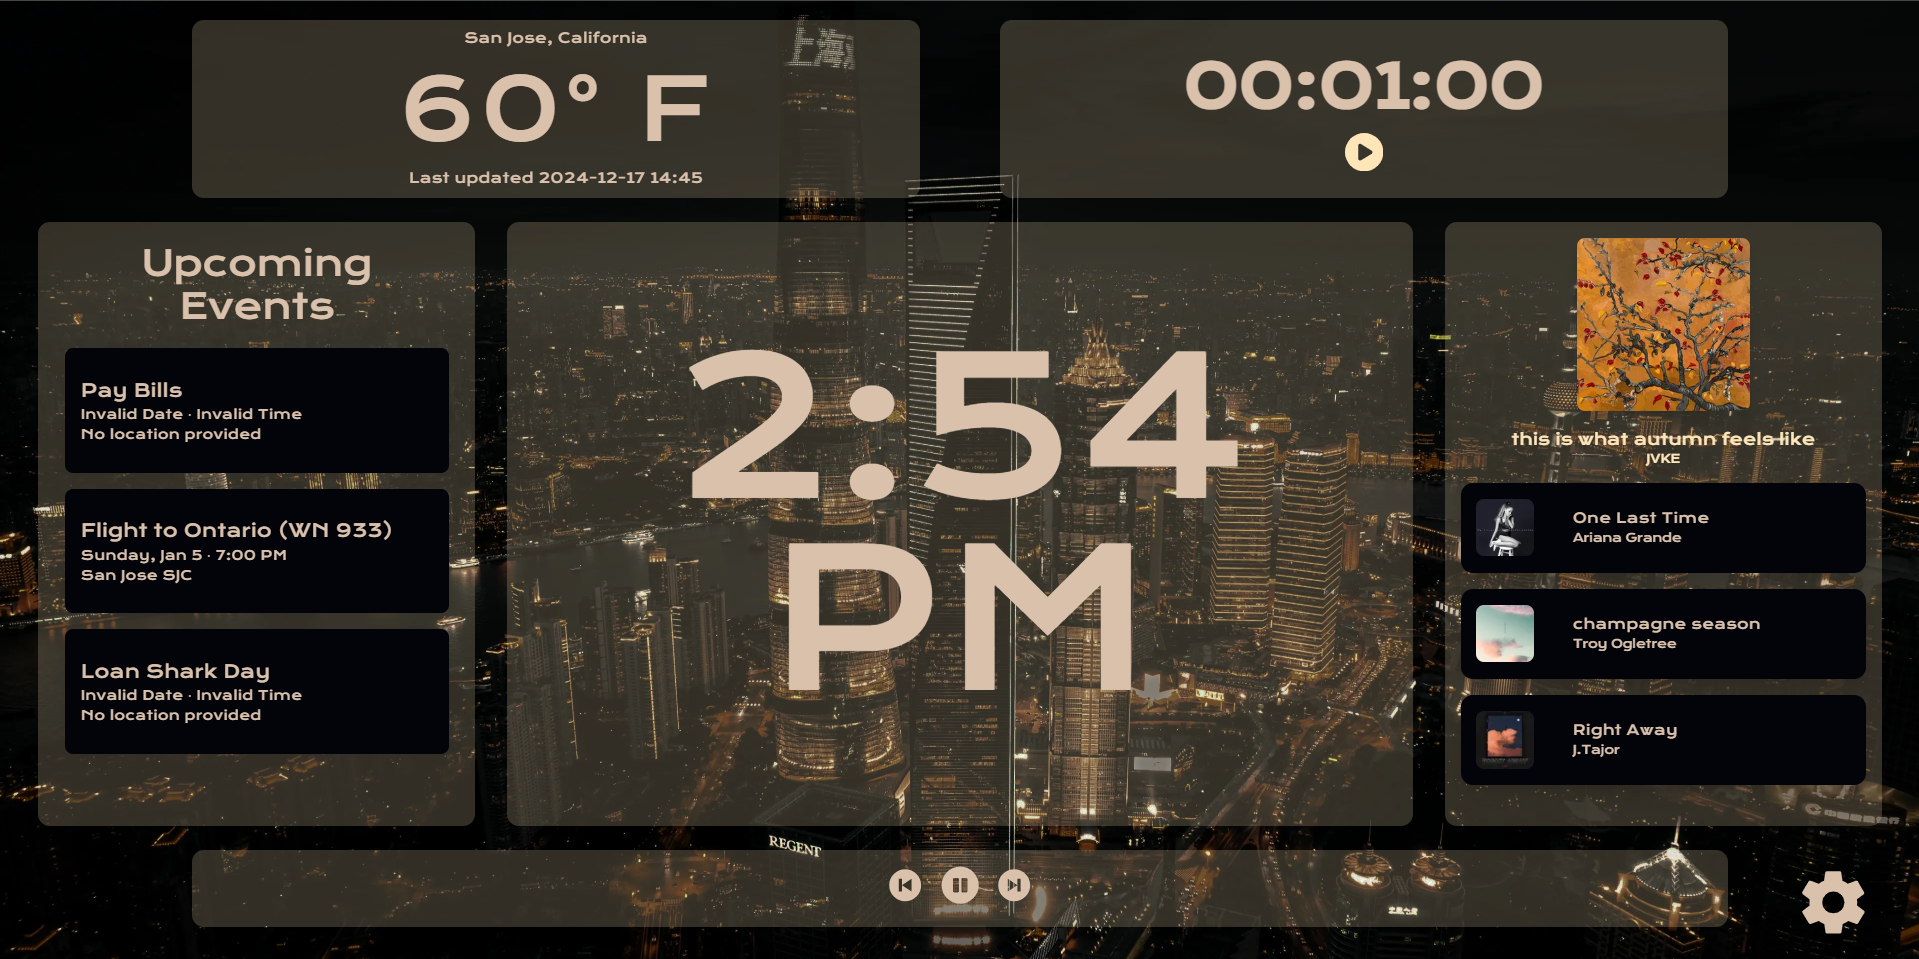 上海
San Jose, California
60° F
Last updated 2024-12-17 14:45
00:01:00
Upcoming
Events
Pay Bills
Invalid Date · Invalid Time
No location provided
Flight to Ontario (WN 933)
Sunday, Jan 5 · 7:00 PM
San Jose SJC
Loan Shark Day
Invalid Date · Invalid Time
No location provided
2:54
PM
this is what autumn feels like
JVKE
One Last Time
Ariana Grande
champagne season
Troy Ogletree
Right Away
J.Tajor
REGENT